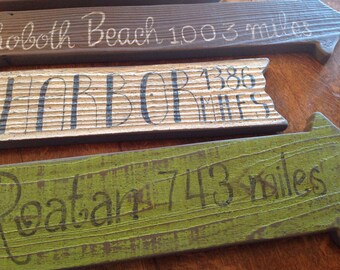 oboth Beach 1003 miles
HARBOR 1386 MILES
Roatan 743 miles